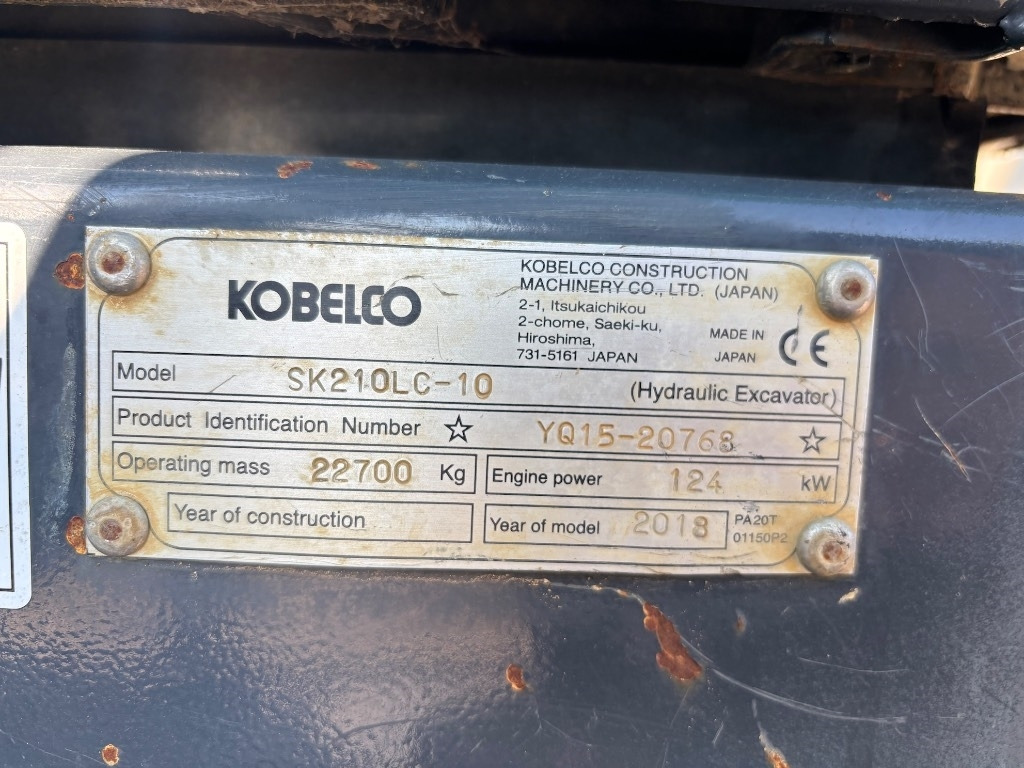 KOBELCO
KOBELCO CONSTRUCTION
MACHINERY CO., LTD. (JAPAN)
2-1, Itsukaichikou
2-chome, Saeki-ku,
Hiroshima,
731-5161 JAPAN
MADE IN
JAPAN
CE
Model SK210LC-10 (Hydraulic Excavator)
Product Identification Number ☆ YQ15-20768 ☆
Operating mass 22700 Kg
Engine power 124 kW
Year of construction
Year of model 2018
PA20T
01150P2